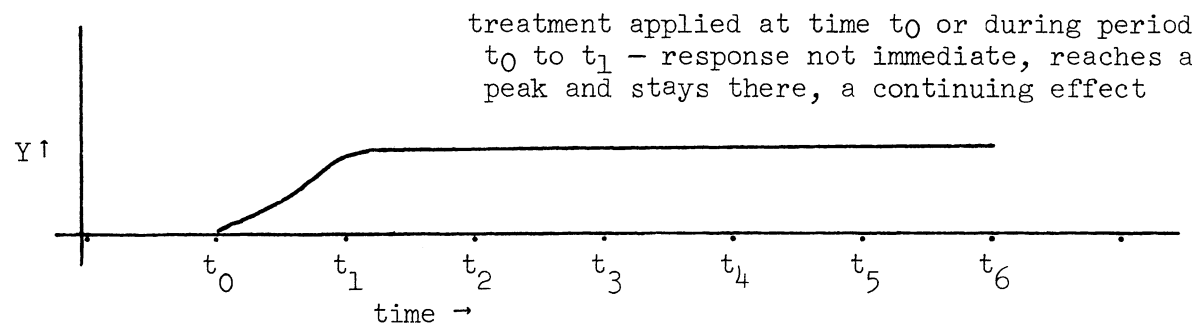 treatment applied at time t0 or during period
t0 to t1 — response not immediate, reaches a
peak and stays there, a continuing effect
Y↑
t0 t1 t2 t3 t4 t5 t6
time →